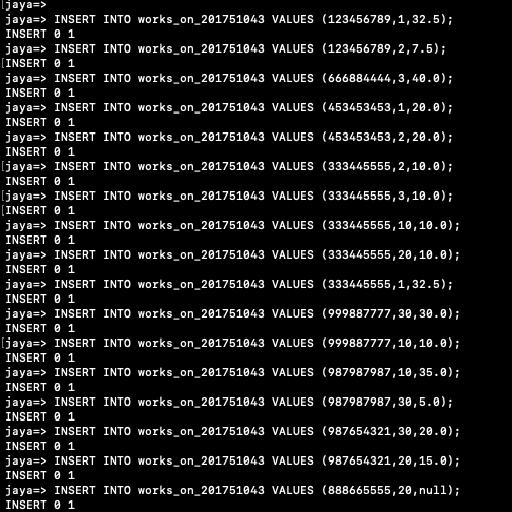 jaya=>
jaya=> INSERT INTO works_on_201751043 VALUES (123456789,1,32.5);
INSERT 0 1
jaya=> INSERT INTO works_on_201751043 VALUES (123456789,2,7.5);
INSERT 0 1
jaya=> INSERT INTO works_on_201751043 VALUES (666884444,3,40.0);
INSERT 0 1
jaya=> INSERT INTO works_on_201751043 VALUES (453453453,1,20.0);
INSERT 0 1
jaya=> INSERT INTO works_on_201751043 VALUES (453453453,2,20.0);
INSERT 0 1
jaya=> INSERT INTO works_on_201751043 VALUES (333445555,2,10.0);
INSERT 0 1
jaya=> INSERT INTO works_on_201751043 VALUES (333445555,3,10.0);
INSERT 0 1
jaya=> INSERT INTO works_on_201751043 VALUES (333445555,10,10.0);
INSERT 0 1
jaya=> INSERT INTO works_on_201751043 VALUES (333445555,20,10.0);
INSERT 0 1
jaya=> INSERT INTO works_on_201751043 VALUES (333445555,1,32.5);
INSERT 0 1
jaya=> INSERT INTO works_on_201751043 VALUES (999887777,30,30.0);
INSERT 0 1
jaya=> INSERT INTO works_on_201751043 VALUES (999887777,10,10.0);
INSERT 0 1
jaya=> INSERT INTO works_on_201751043 VALUES (987987987,10,35.0);
INSERT 0 1
jaya=> INSERT INTO works_on_201751043 VALUES (987987987,30,5.0);
INSERT 0 1
jaya=> INSERT INTO works_on_201751043 VALUES (987654321,30,20.0);
INSERT 0 1
jaya=> INSERT INTO works_on_201751043 VALUES (987654321,20,15.0);
INSERT 0 1
jaya=> INSERT INTO works_on_201751043 VALUES (888665555,20,null);
INSERT 0 1